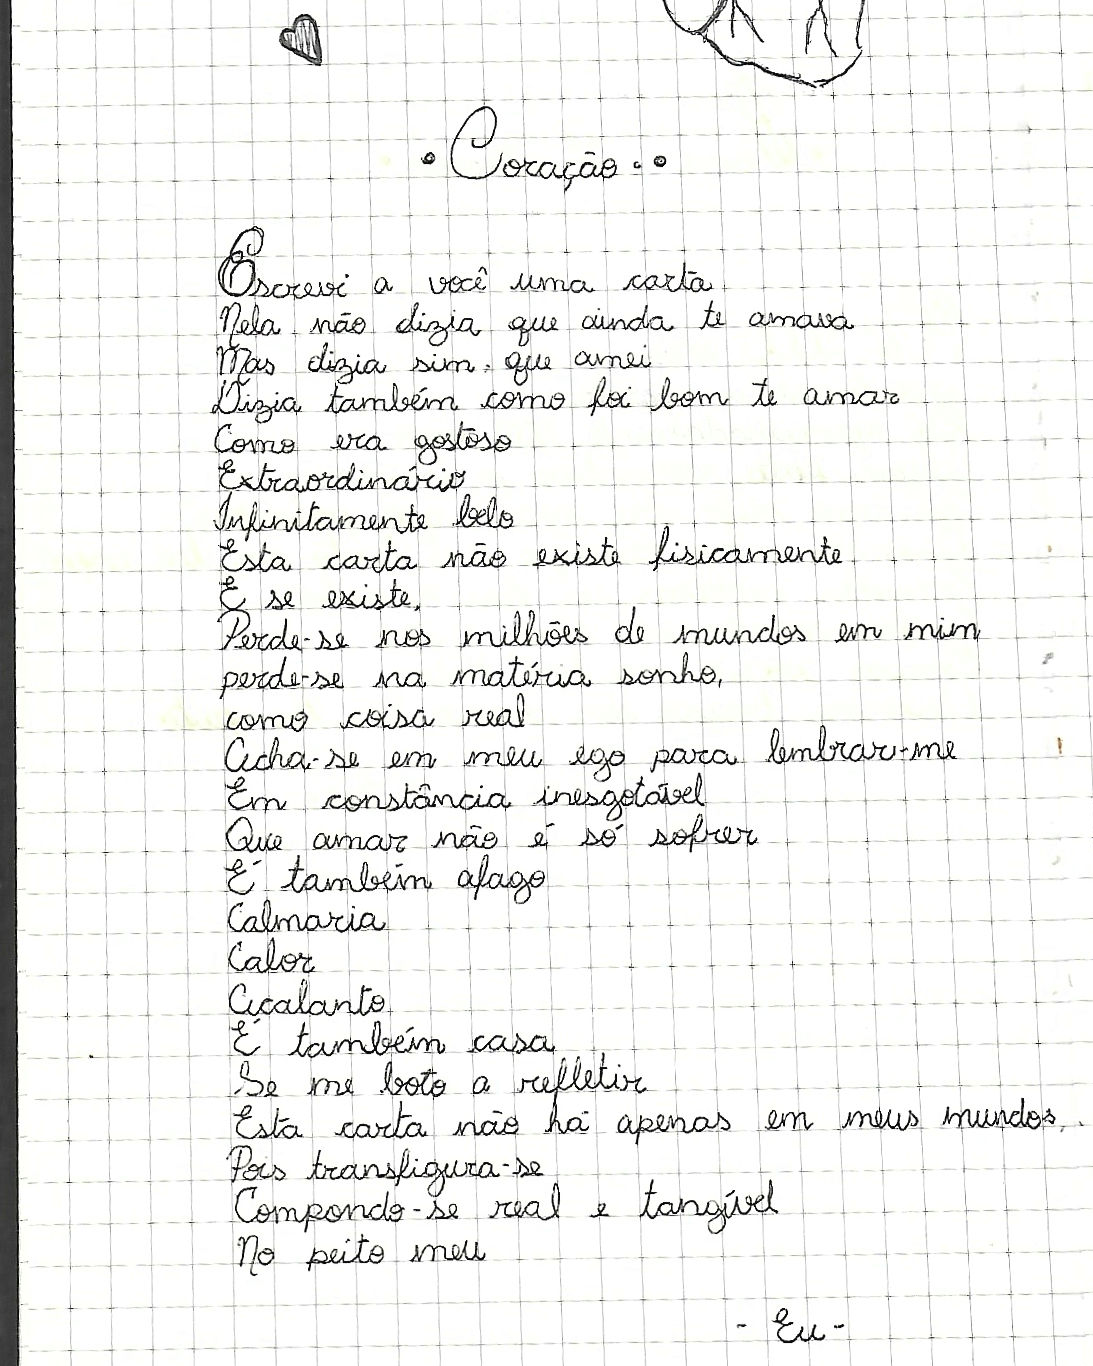 • Coração • •
Escrevi a você uma carta
Nela não dizia que ainda te amava
Mas dizia sim, que amei
Dizia também como foi bom te amar
Como era gostoso
Extraordinário
Infinitamente belo
Esta carta não existe fisicamente
E se existe,
Perde-se nos milhões de mundos em mim
perde-se na matéria sonho,
como coisa real
Acha-se em meu ego para lembrar-me
Em constância inesgotável
Que amar não é só sofrer
É também afago
Calmaria
Calor
Acalanto
É também casa
Se me boto a refletir
Esta carta não há apenas em meus mundos,
Pois transfigura-se
Compondo-se real e tangível
No peito meu
- Eu -